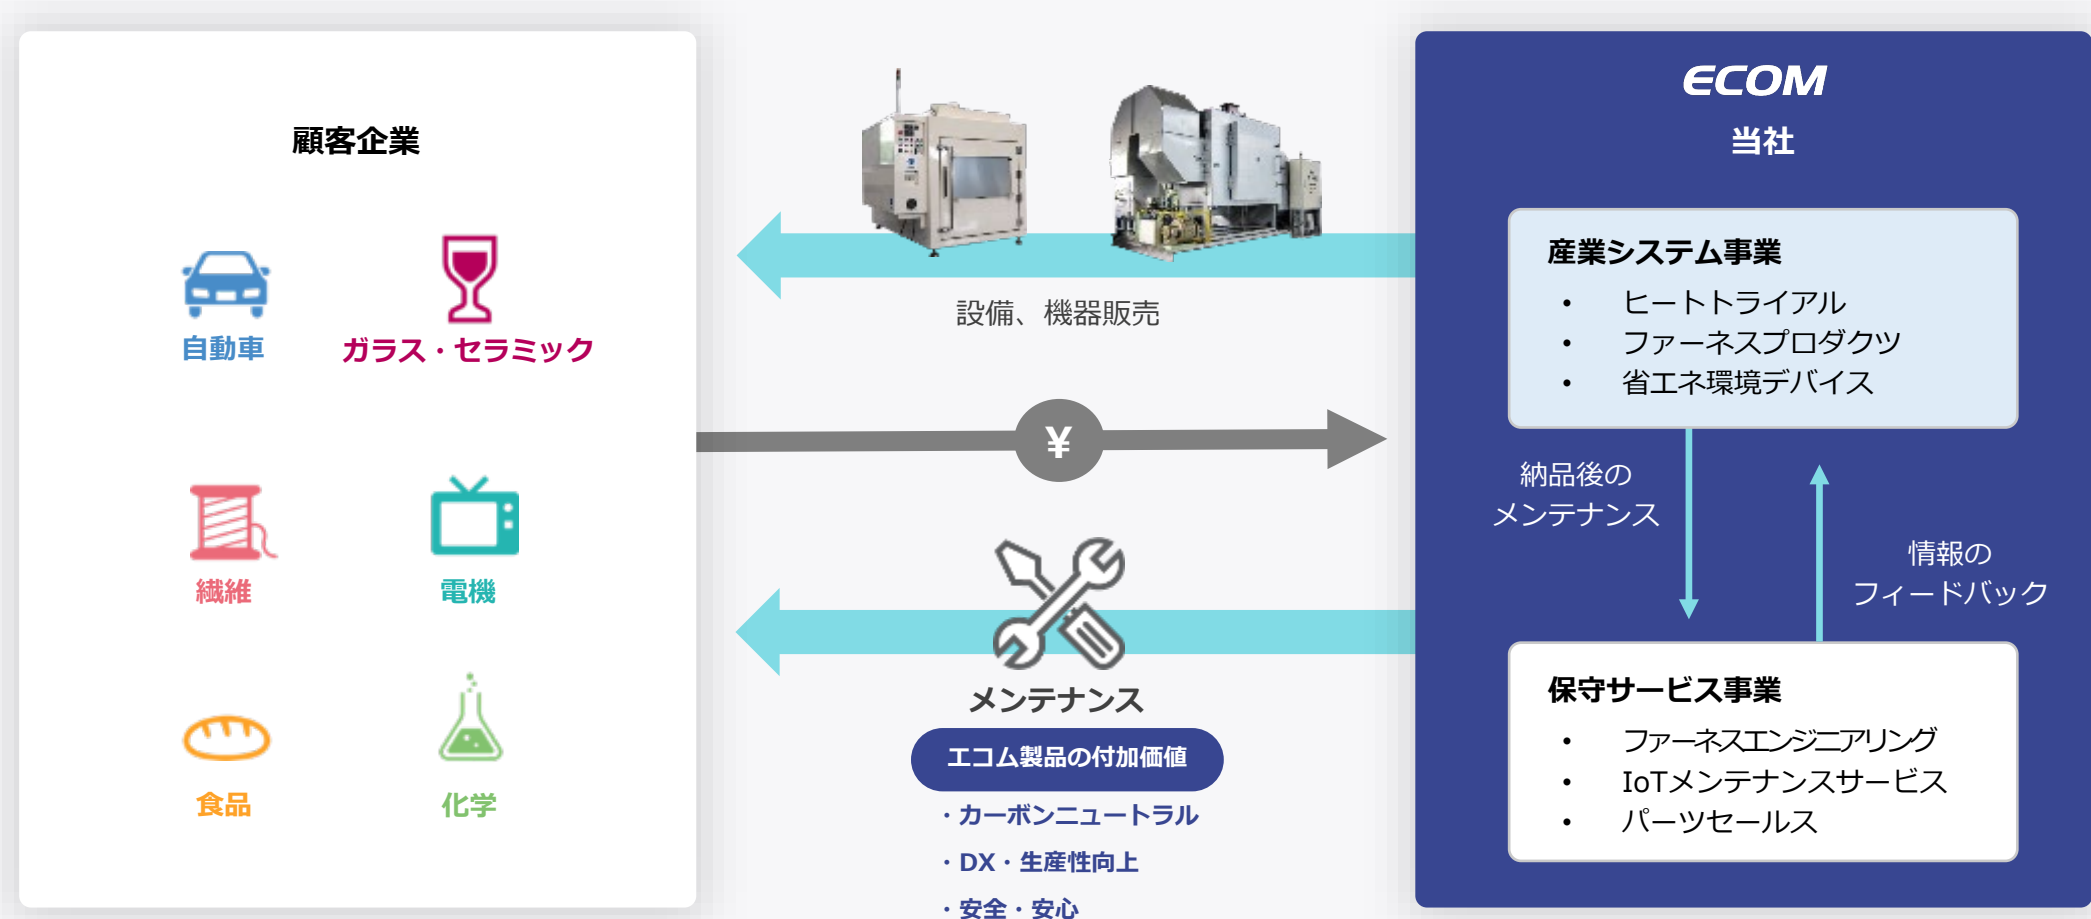 顧客企業
自動車
ガラス・セラミック
繊維
電機
食品
化学
設備、機器販売
¥
メンテナンス
エコム製品の付加価値
・カーボンニュートラル
・DX・生産性向上
・安全・安心
ECOM
当社
産業システム事業
• ヒートトライアル
• ファーネスプロダクツ
• 省エネ環境デバイス
納品後の
メンテナンス
情報の
フィードバック
保守サービス事業
• ファーネスエンジニアリング
• IoTメンテナンスサービス
• パーツセールス